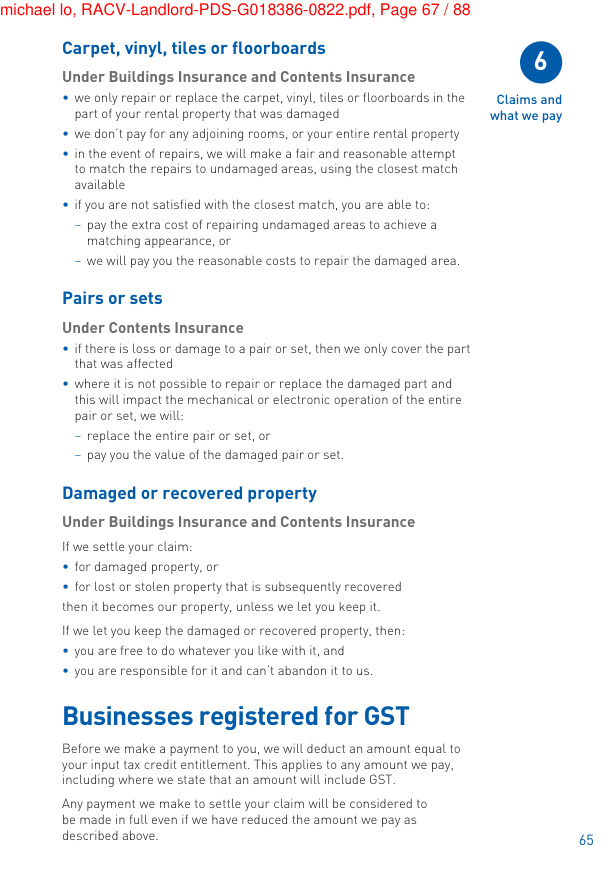 michael lo, RACV-Landlord-PDS-G018386-0822.pdf, Page 67 / 88
6
Claims and
what we pay
Carpet, vinyl, tiles or floorboards
Under Buildings Insurance and Contents Insurance
• we only repair or replace the carpet, vinyl, tiles or floorboards in the
part of your rental property that was damaged
• we don't pay for any adjoining rooms, or your entire rental property
• in the event of repairs, we will make a fair and reasonable attempt
to match the repairs to undamaged areas, using the closest match
available
• if you are not satisfied with the closest match, you are able to:
– pay the extra cost of repairing undamaged areas to achieve a
matching appearance, or
– we will pay you the reasonable costs to repair the damaged area.
Pairs or sets
Under Contents Insurance
• if there is loss or damage to a pair or set, then we only cover the part
that was affected
• where it is not possible to repair or replace the damaged part and
this will impact the mechanical or electronic operation of the entire
pair or set, we will:
– replace the entire pair or set, or
– pay you the value of the damaged pair or set.
Damaged or recovered property
Under Buildings Insurance and Contents Insurance
If we settle your claim:
• for damaged property, or
• for lost or stolen property that is subsequently recovered
then it becomes our property, unless we let you keep it.
If we let you keep the damaged or recovered property, then:
• you are free to do whatever you like with it, and
• you are responsible for it and can't abandon it to us.
Businesses registered for GST
Before we make a payment to you, we will deduct an amount equal to
your input tax credit entitlement. This applies to any amount we pay,
including where we state that an amount will include GST.
Any payment we make to settle your claim will be considered to
be made in full even if we have reduced the amount we pay as
described above.
65